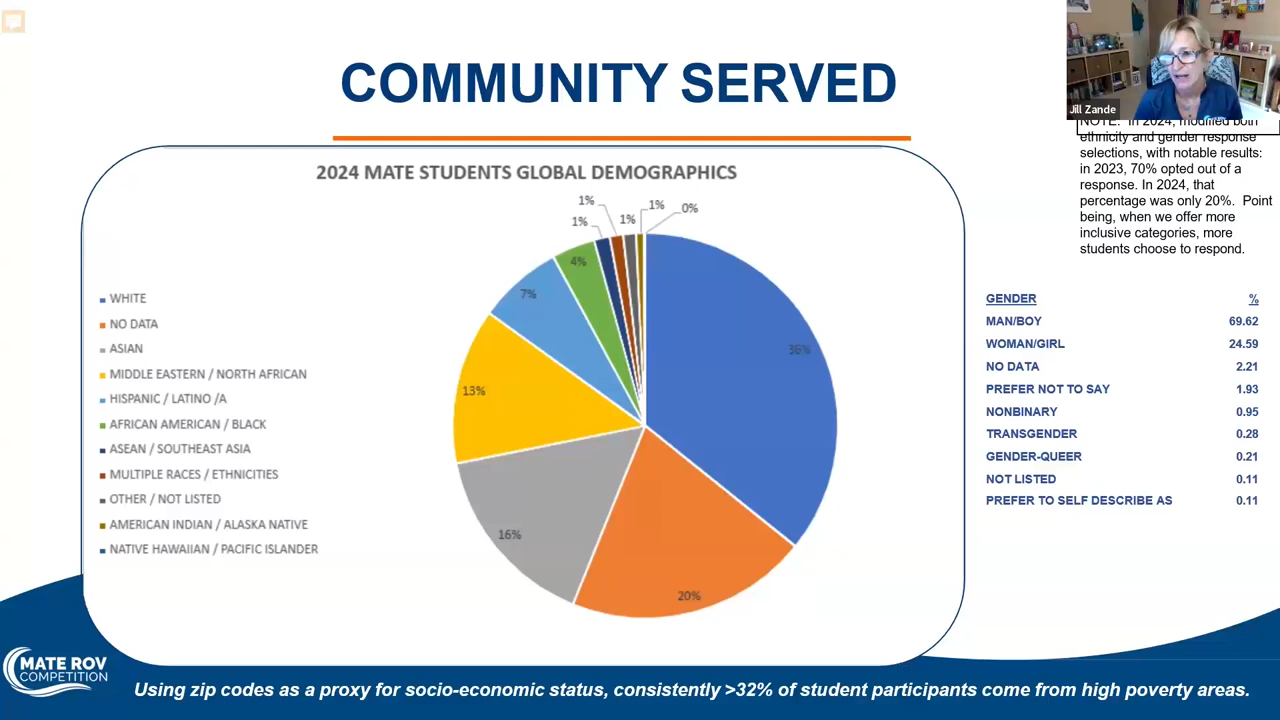 COMMUNITY SERVED
Jill Zande
NOTE: In 2024, modified both
ethnicity and gender response
selections, with notable results:
in 2023, 70% opted out of a
response. In 2024, that
percentage was only 20%. Point
being, when we offer more
inclusive categories, more
students choose to respond.
2024 MATE STUDENTS GLOBAL DEMOGRAPHICS
1%
1%
1%
1%
0%
4%
7%
13%
16%
20%
36%
WHITE
NO DATA
ASIAN
MIDDLE EASTERN / NORTH AFRICAN
HISPANIC / LATINO /A
AFRICAN AMERICAN / BLACK
ASEAN / SOUTHEAST ASIA
MULTIPLE RACES / ETHNICITIES
OTHER / NOT LISTED
AMERICAN INDIAN / ALASKA NATIVE
NATIVE HAWAIIAN / PACIFIC ISLANDER
GENDER %
MAN/BOY 69.62
WOMAN/GIRL 24.59
NO DATA 2.21
PREFER NOT TO SAY 1.93
NONBINARY 0.95
TRANSGENDER 0.28
GENDER-QUEER 0.21
NOT LISTED 0.11
PREFER TO SELF DESCRIBE AS 0.11
MATE ROV
COMPETITION
Using zip codes as a proxy for socio-economic status, consistently >32% of student participants come from high poverty areas.